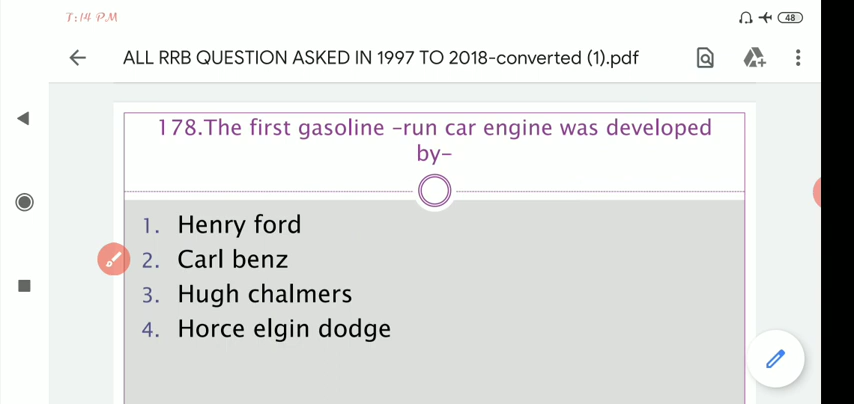 7:14 PM
48
ALL RRB QUESTION ASKED IN 1997 TO 2018-converted (1).pdf
178.The first gasoline -run car engine was developed
by-
1. Henry ford
2. Carl benz
3. Hugh chalmers
4. Horce elgin dodge